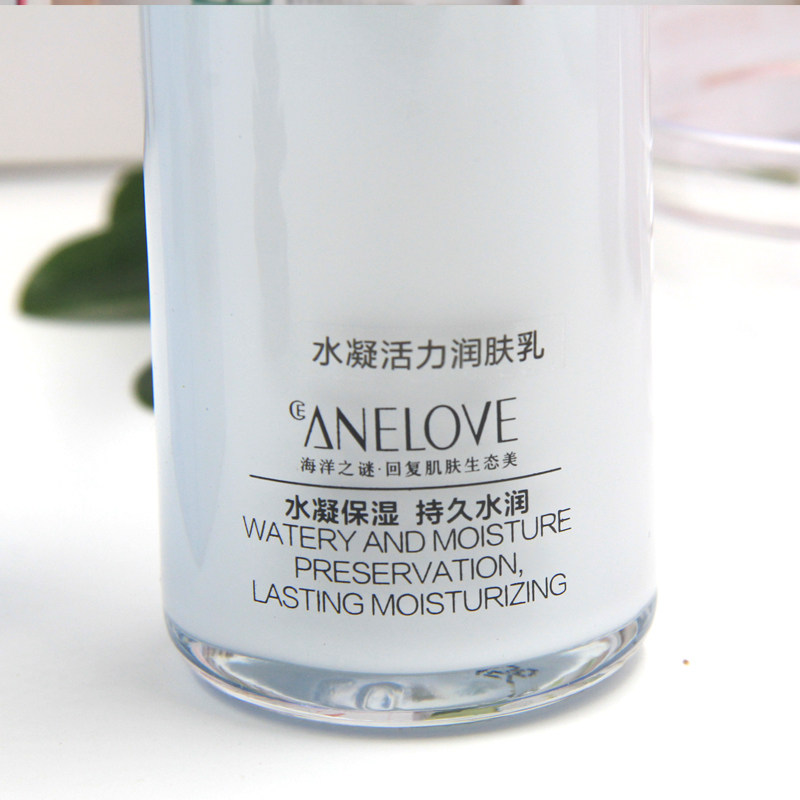 水凝活力润肤乳
CE ANELOVE
海洋之谜·回复肌肤生态美
水凝保湿 持久水润
WATERY AND MOISTURE
PRESERVATION,
LASTING MOISTURIZING